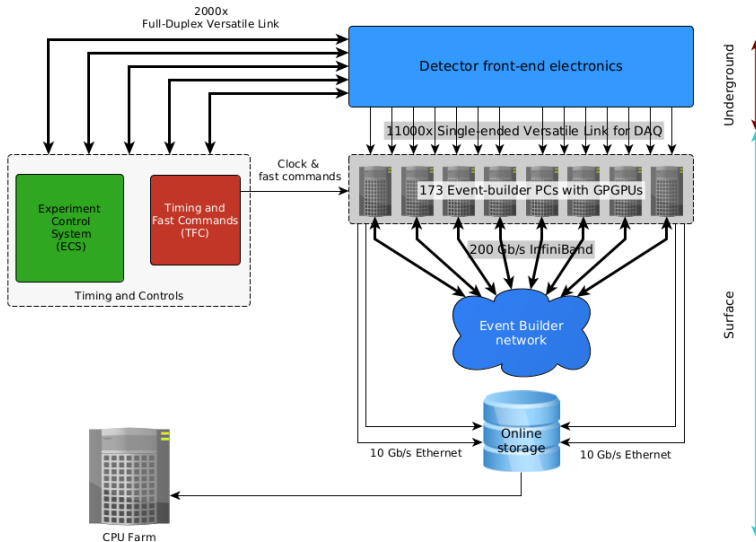 2000x
Full-Duplex Versatile Link
Detector front-end electronics
Underground
11000x Single-ended Versatile Link for DAQ
Clock &
fast commands
173 Event-builder PCs with GPGPUs
Experiment
Control
System
(ECS)
Timing and
Fast Commands
(TFC)
Timing and Controls
200 Gb/s InfiniBand
Event Builder
network
Surface
Online
storage
10 Gb/s Ethernet
10 Gb/s Ethernet
CPU Farm